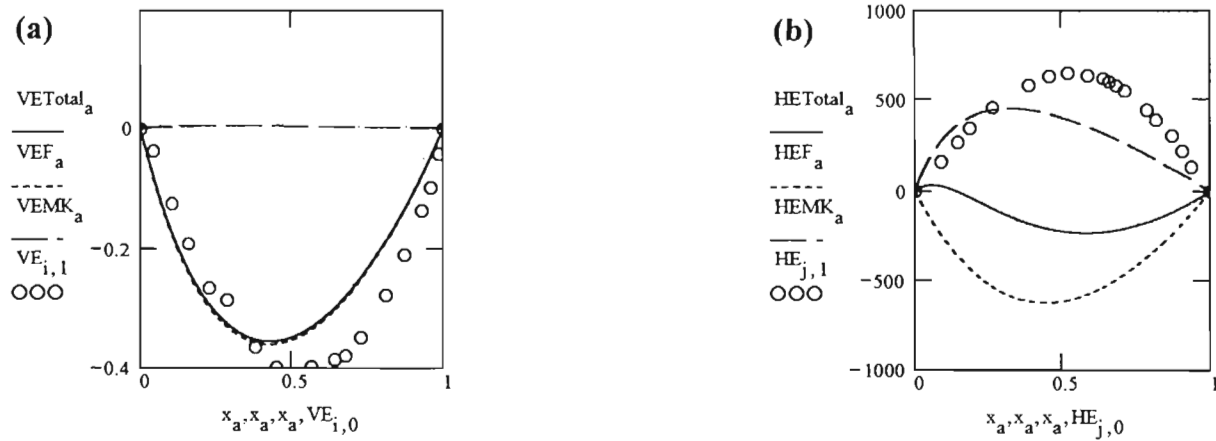 (a)
VETotal_a
VEF_a
VEMK_a
VE_i,1
0
−0.2
−0.4
0
0.5
1
x_a,x_a,x_a,VE_i,0
(b)
HETotal_a
HEF_a
HEMK_a
HE_j,1
1000
500
0
−500
−1000
0
0.5
1
x_a,x_a,x_a,HE_j,0